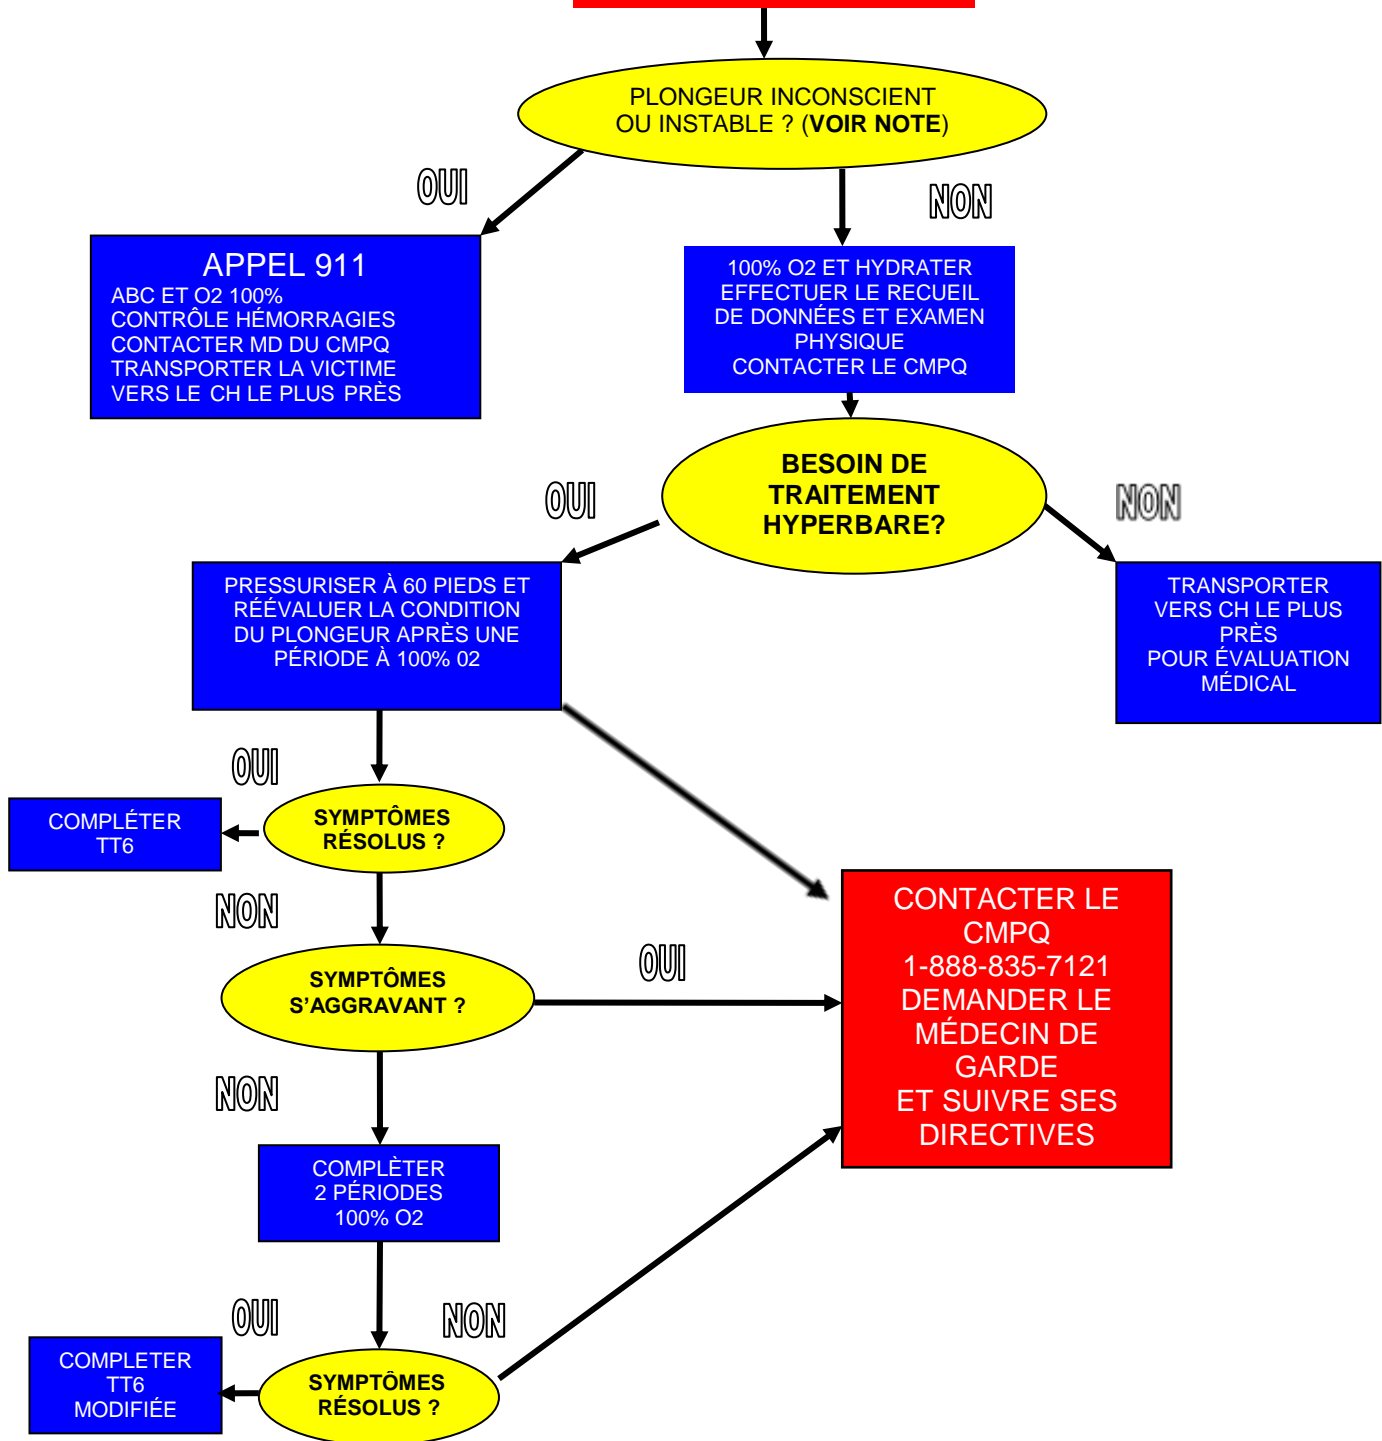 PLONGEUR INCONSCIENT
OU INSTABLE ? (VOIR NOTE)
OUI
NON
APPEL 911
ABC ET O2 100%
CONTRÔLE HÉMORRAGIES
CONTACTER MD DU CMPQ
TRANSPORTER LA VICTIME
VERS LE CH LE PLUS PRÈS
100% O2 ET HYDRATER
EFFECTUER LE RECUEIL
DE DONNÉES ET EXAMEN
PHYSIQUE
CONTACTER LE CMPQ
BESOIN DE
TRAITEMENT
HYPERBARE?
OUI
NON
PRESSURISER À 60 PIEDS ET
RÉÉVALUER LA CONDITION
DU PLONGEUR APRÈS UNE
PÉRIODE À 100% 02
TRANSPORTER
VERS CH LE PLUS
PRÈS
POUR ÉVALUATION
MÉDICAL
OUI
SYMPTÔMES
RÉSOLUS ?
COMPLÉTER
TT6
NON
SYMPTÔMES
S'AGGRAVANT ?
OUI
CONTACTER LE
CMPQ
1-888-835-7121
DEMANDER LE
MÉDECIN DE
GARDE
ET SUIVRE SES
DIRECTIVES
NON
COMPLÈTER
2 PÉRIODES
100% O2
OUI
NON
SYMPTÔMES
RÉSOLUS ?
COMPLETER
TT6
MODIFIÉE